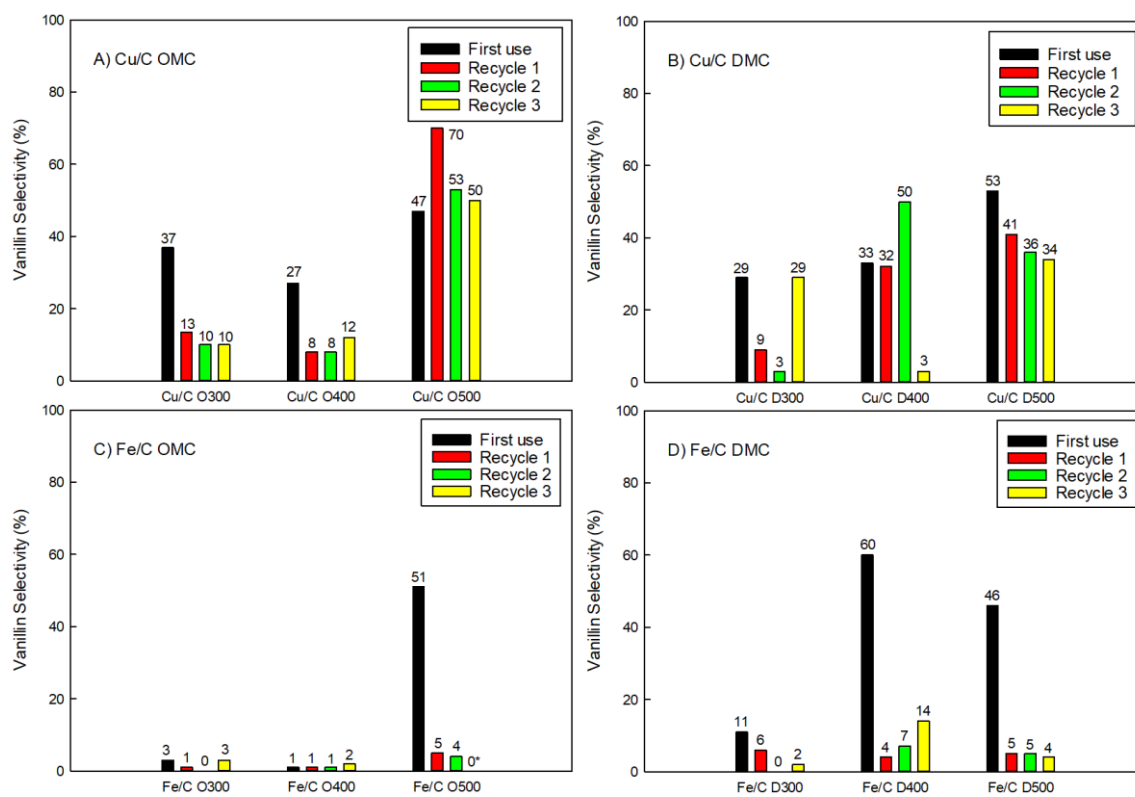 A) Cu/C OMC
First use
Recycle 1
Recycle 2
Recycle 3
Vanillin Selectivity (%)
100
80
60
40
20
0
37
13
10
10
27
8
8
12
47
70
53
50
Cu/C O300
Cu/C O400
Cu/C O500
B) Cu/C DMC
First use
Recycle 1
Recycle 2
Recycle 3
Vanillin Selectivity (%)
100
80
60
40
20
0
29
9
3
29
33
32
50
3
53
41
36
34
Cu/C D300
Cu/C D400
Cu/C D500
C) Fe/C OMC
First use
Recycle 1
Recycle 2
Recycle 3
Vanillin Selectivity (%)
100
80
60
40
20
0
3
1
0
3
1
1
1
2
51
5
4
0*
Fe/C O300
Fe/C O400
Fe/C O500
D) Fe/C DMC
First use
Recycle 1
Recycle 2
Recycle 3
Vanillin Selectivity (%)
100
80
60
40
20
0
11
6
0
2
60
4
7
14
46
5
5
4
Fe/C D300
Fe/C D400
Fe/C D500